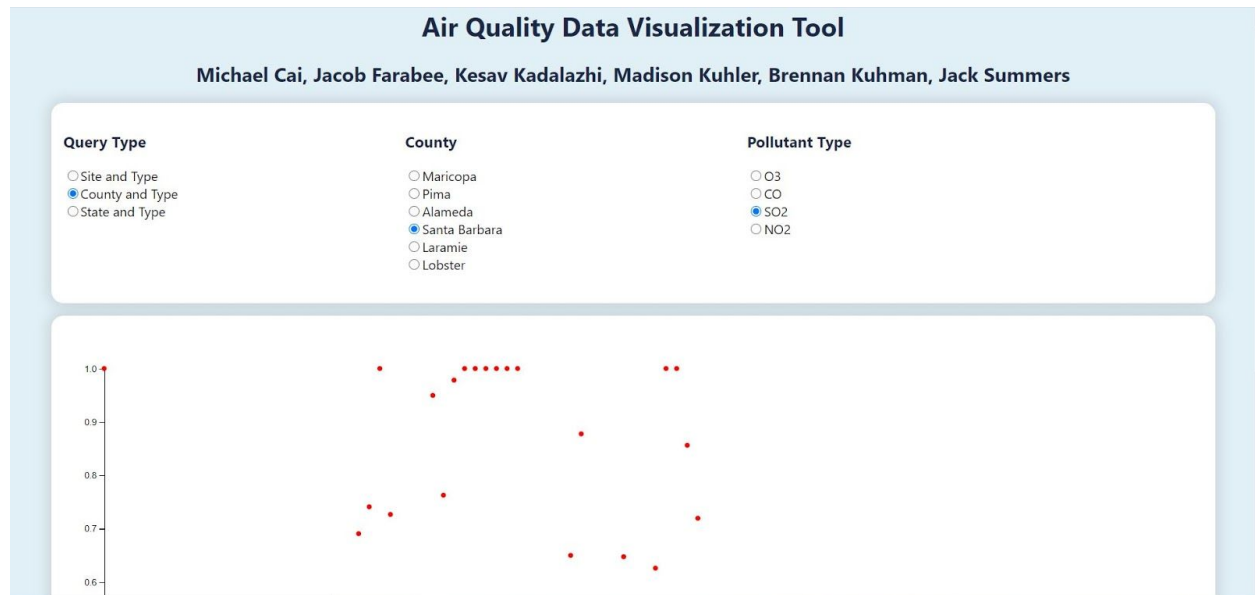 Air Quality Data Visualization Tool
Michael Cai, Jacob Farabee, Kesav Kadalazhi, Madison Kuhler, Brennan Kuhman, Jack Summers
Query Type
Site and Type
County and Type
State and Type
County
Maricopa
Pima
Alameda
Santa Barbara
Laramie
Lobster
Pollutant Type
O3
CO
SO2
NO2
1.0
0.9
0.8
0.7
0.6